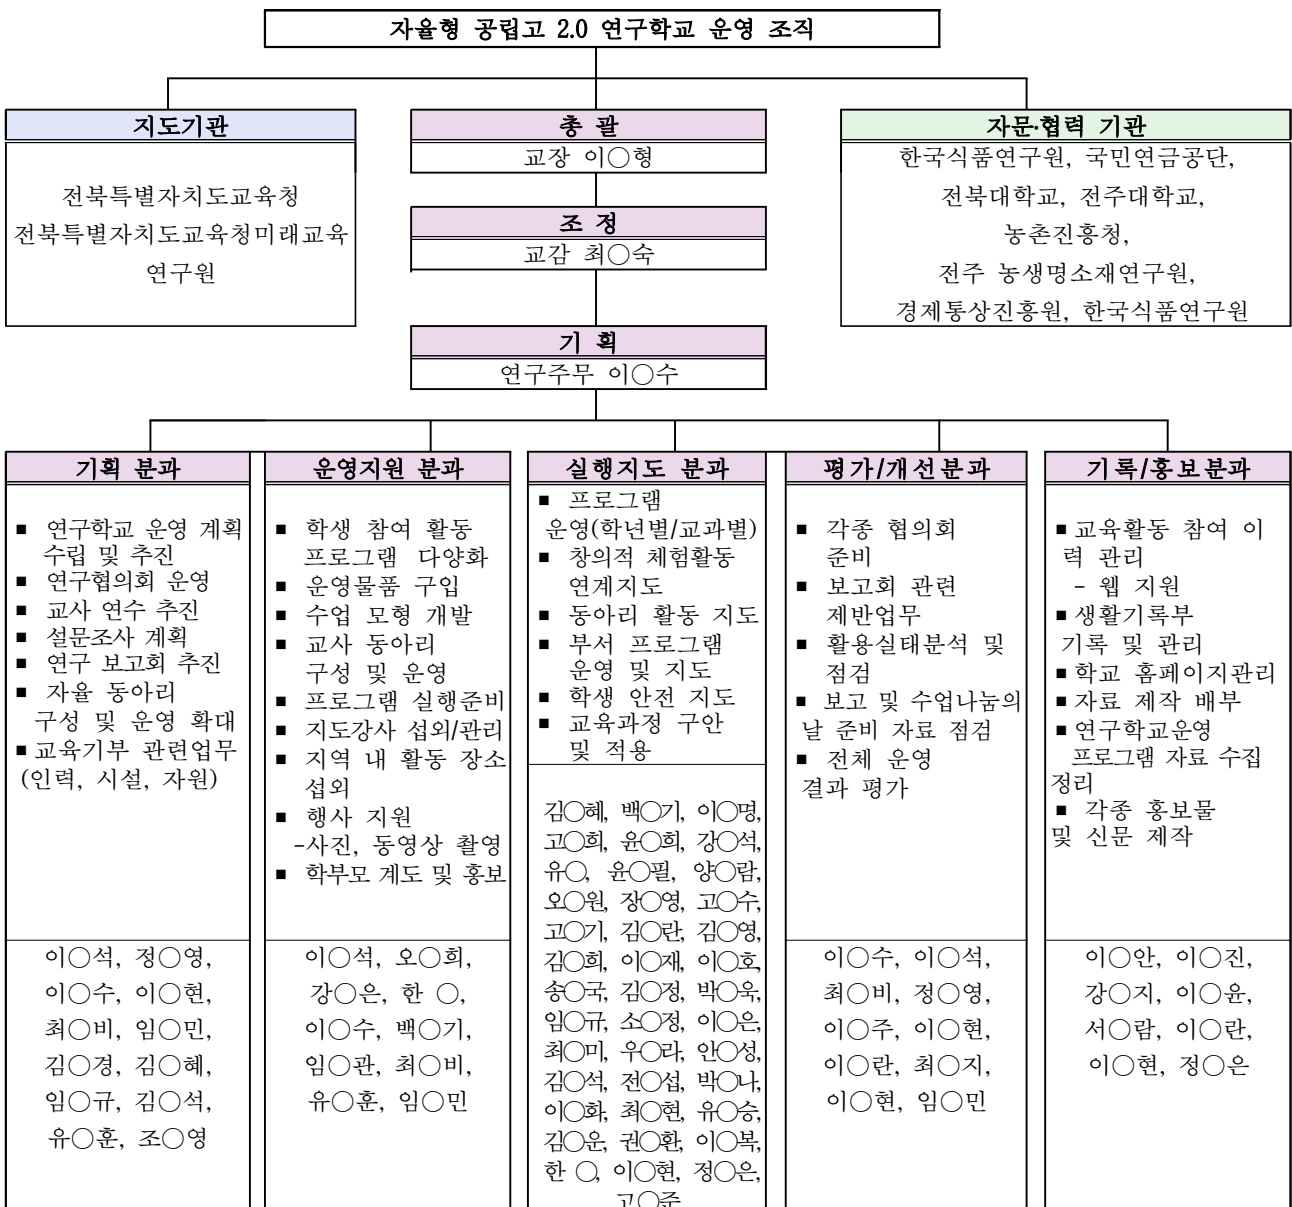 자율형 공립고 2.0 연구학교 운영 조직
지도기관
전북특별자치도교육청
전북특별자치도교육청미래교육
연구원
총 괄
교장 이○형
조 정
교감 최○숙
기 획
연구주무 이○수
자문·협력 기관
한국식품연구원, 국민연금공단,
전북대학교, 전주대학교,
농촌진흥청,
전주 농생명소재연구원,
경제통상진흥원, 한국식품연구원
기획 분과
■ 연구학교 운영 계획
수립 및 추진
■ 연구협의회 운영
■ 교사 연수 추진
■ 설문조사 계획
■ 연구 보고회 추진
■ 자율 동아리
구성 및 운영 확대
■ 교육기부 관련업무
(인력, 시설, 자원)
이○석, 정○영,
이○수, 이○현,
최○비, 임○민,
김○경, 김○혜,
임○규, 김○석,
유○훈, 조○영
운영지원 분과
■ 학생 참여 활동
프로그램 다양화
■ 운영물품 구입
■ 수업 모형 개발
■ 교사 동아리
구성 및 운영
■ 프로그램 실행준비
■ 지도강사 섭외/관리
■ 지역 내 활동 장소
섭외
■ 행사 지원
-사진, 동영상 촬영
■ 학부모 계도 및 홍보
이○석, 오○희,
강○은, 한 ○,
이○수, 백○기,
임○관, 최○비,
유○훈, 임○민
실행지도 분과
■ 프로그램
운영(학년별/교과별)
■ 창의적 체험활동
연계지도
■ 동아리 활동 지도
■ 부서 프로그램
운영 및 지도
■ 학생 안전 지도
■ 교육과정 구안
및 적용
김○혜, 백○기, 이○명,
고○희, 윤○희, 강○석,
유○, 윤○필, 양○람,
오○원, 장○영, 고○수,
고○기, 김○란, 김○영,
김○희, 이○재, 이○호,
송○국, 김○정, 박○욱,
임○규, 소○정, 이○은,
최○미, 우○라, 안○성,
김○석, 전○섭, 박○나,
이○화, 최○현, 유○승,
김○운, 권○환, 이○복,
한 ○, 이○현, 정○은,
고○준
평가/개선분과
■ 각종 협의회
준비
■ 보고회 관련
제반업무
■ 활용실태분석 및
점검
■ 보고 및 수업나눔의
날 준비 자료 점검
■ 전체 운영
결과 평가
이○수, 이○석,
최○비, 정○영,
이○주, 이○현,
이○란, 최○지,
이○현, 임○민
기록/홍보분과
■ 교육활동 참여 이
력 관리
- 웹 지원
■ 생활기록부
기록 및 관리
■ 학교 홈페이지관리
■ 자료 제작 배부
■ 연구학교운영
프로그램 자료 수집
정리
■ 각종 홍보물
및 신문 제작
이○안, 이○진,
강○지, 이○윤,
서○람, 이○란,
이○현, 정○은